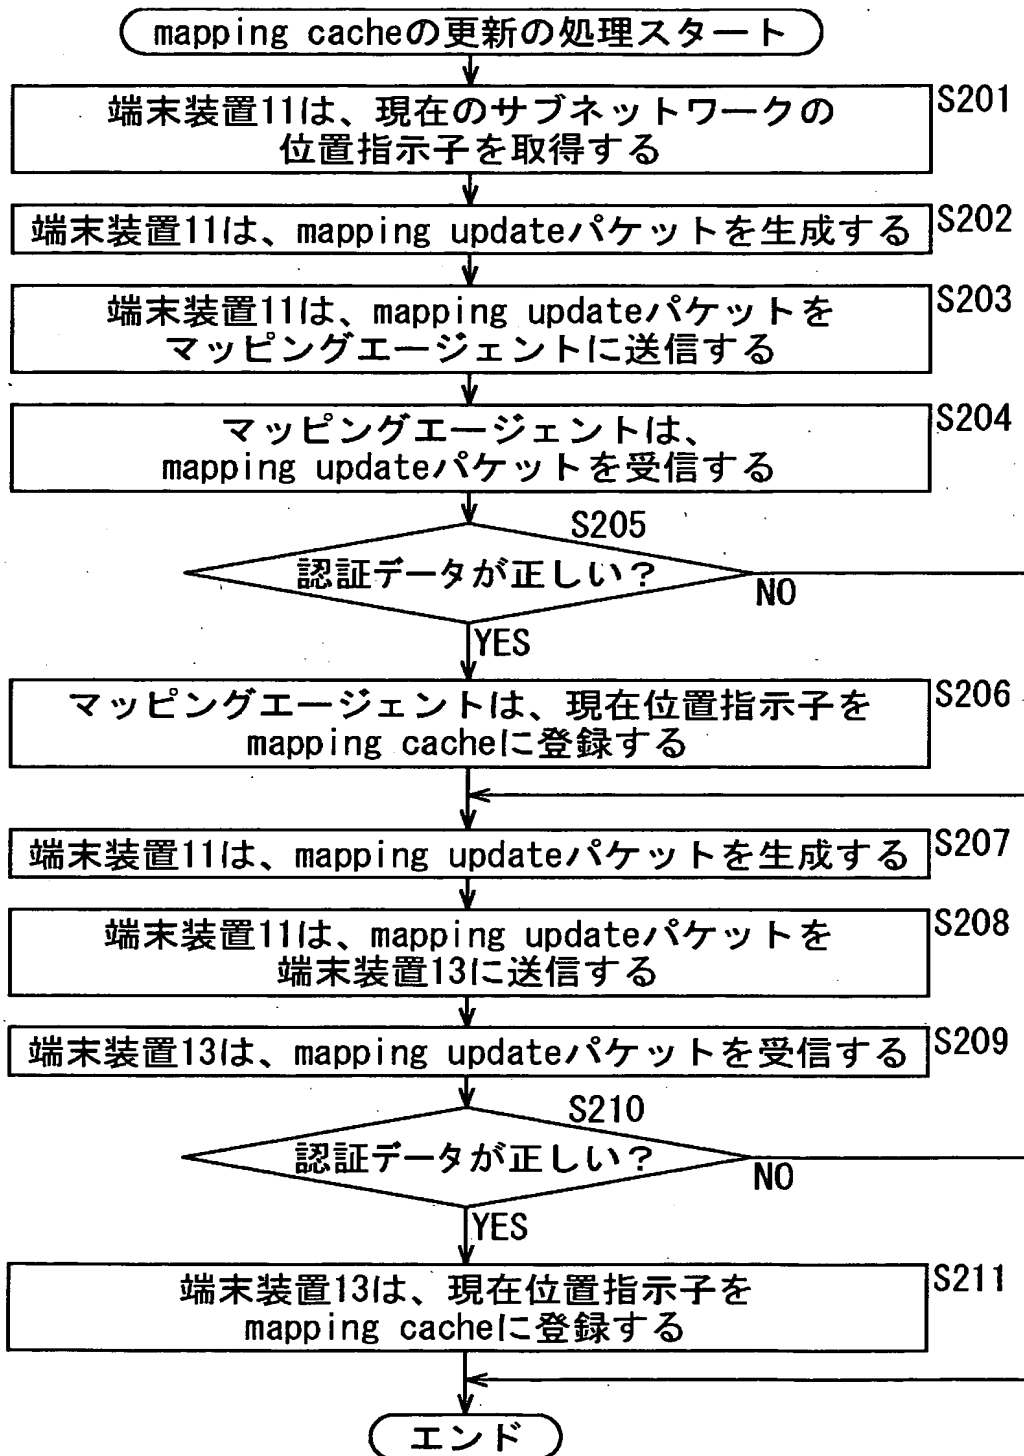 mapping cacheの更新の処理スタート
S201
端末装置11は、現在のサブネットワークの
位置指示子を取得する
S202
端末装置11は、mapping updateパケットを生成する
S203
端末装置11は、mapping updateパケットを
マッピングエージェントに送信する
S204
マッピングエージェントは、
mapping updateパケットを受信する
S205
認証データが正しい?
NO
YES
S206
マッピングエージェントは、現在位置指示子を
mapping cacheに登録する
S207
端末装置11は、mapping updateパケットを生成する
S208
端末装置11は、mapping updateパケットを
端末装置13に送信する
S209
端末装置13は、mapping updateパケットを受信する
S210
認証データが正しい?
NO
YES
S211
端末装置13は、現在位置指示子を
mapping cacheに登録する
エンド